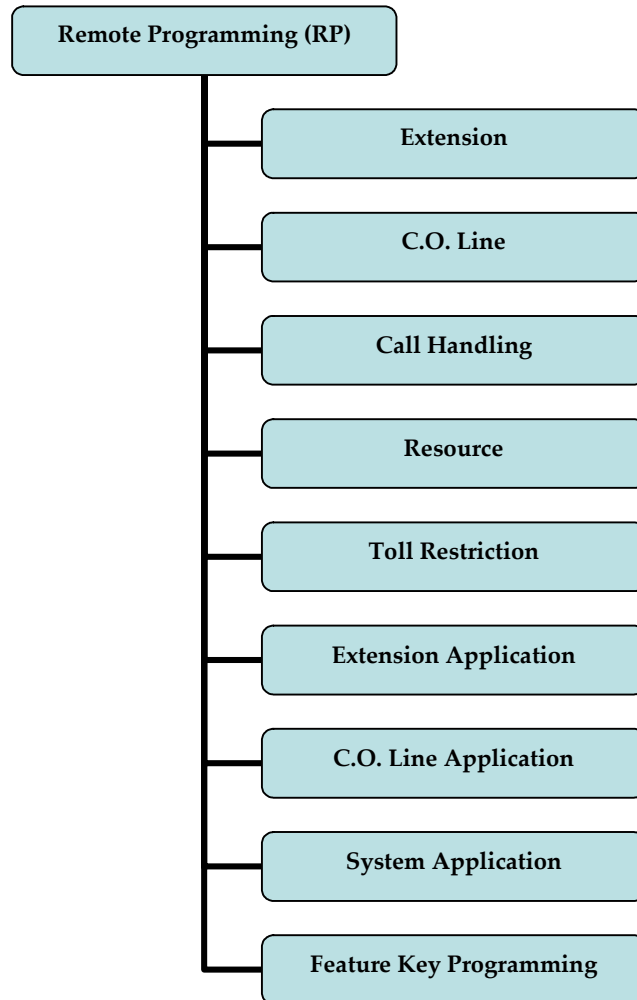 Remote Programming (RP)
Extension
C.O. Line
Call Handling
Resource
Toll Restriction
Extension Application
C.O. Line Application
System Application
Feature Key Programming